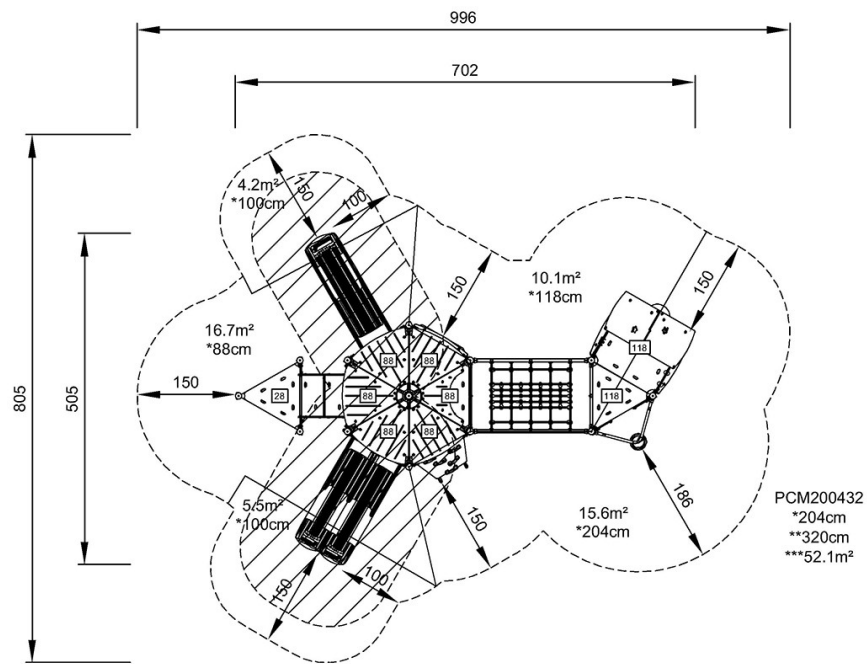 996
702
4.2m²
*100cm
150
100
150
10.1m²
*118cm
150
16.7m²
*88cm
118
805
505
150
28
88
88
88
88
118
88
88
5.5m²
*100cm
150
15.6m²
*204cm
186
150
100
PCM200432
*204cm
**320cm
***52.1m²